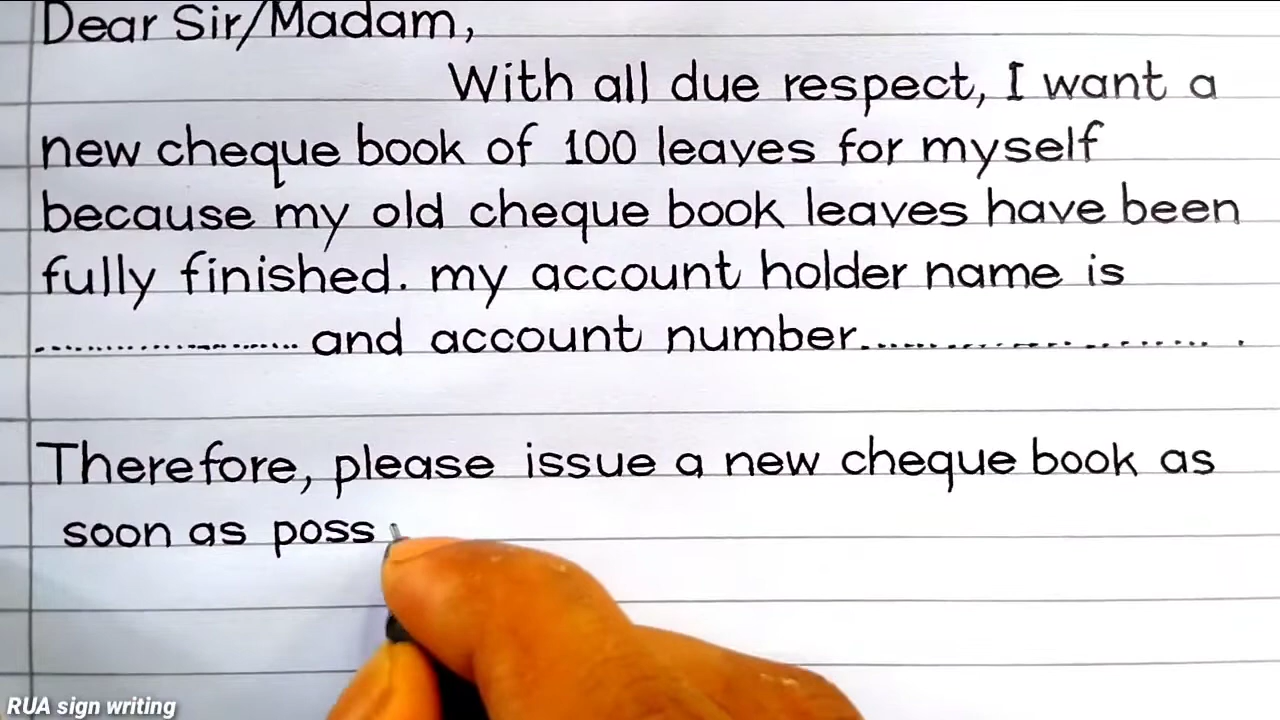 Dear Sir/Madam,
With all due respect, I want a
new cheque book of 100 leaves for myself
because my old cheque book leaves have been
fully finished. my account holder name is
........................ and account number.................................
Therefore, please issue a new cheque book as
soon as poss
RUA sign writing